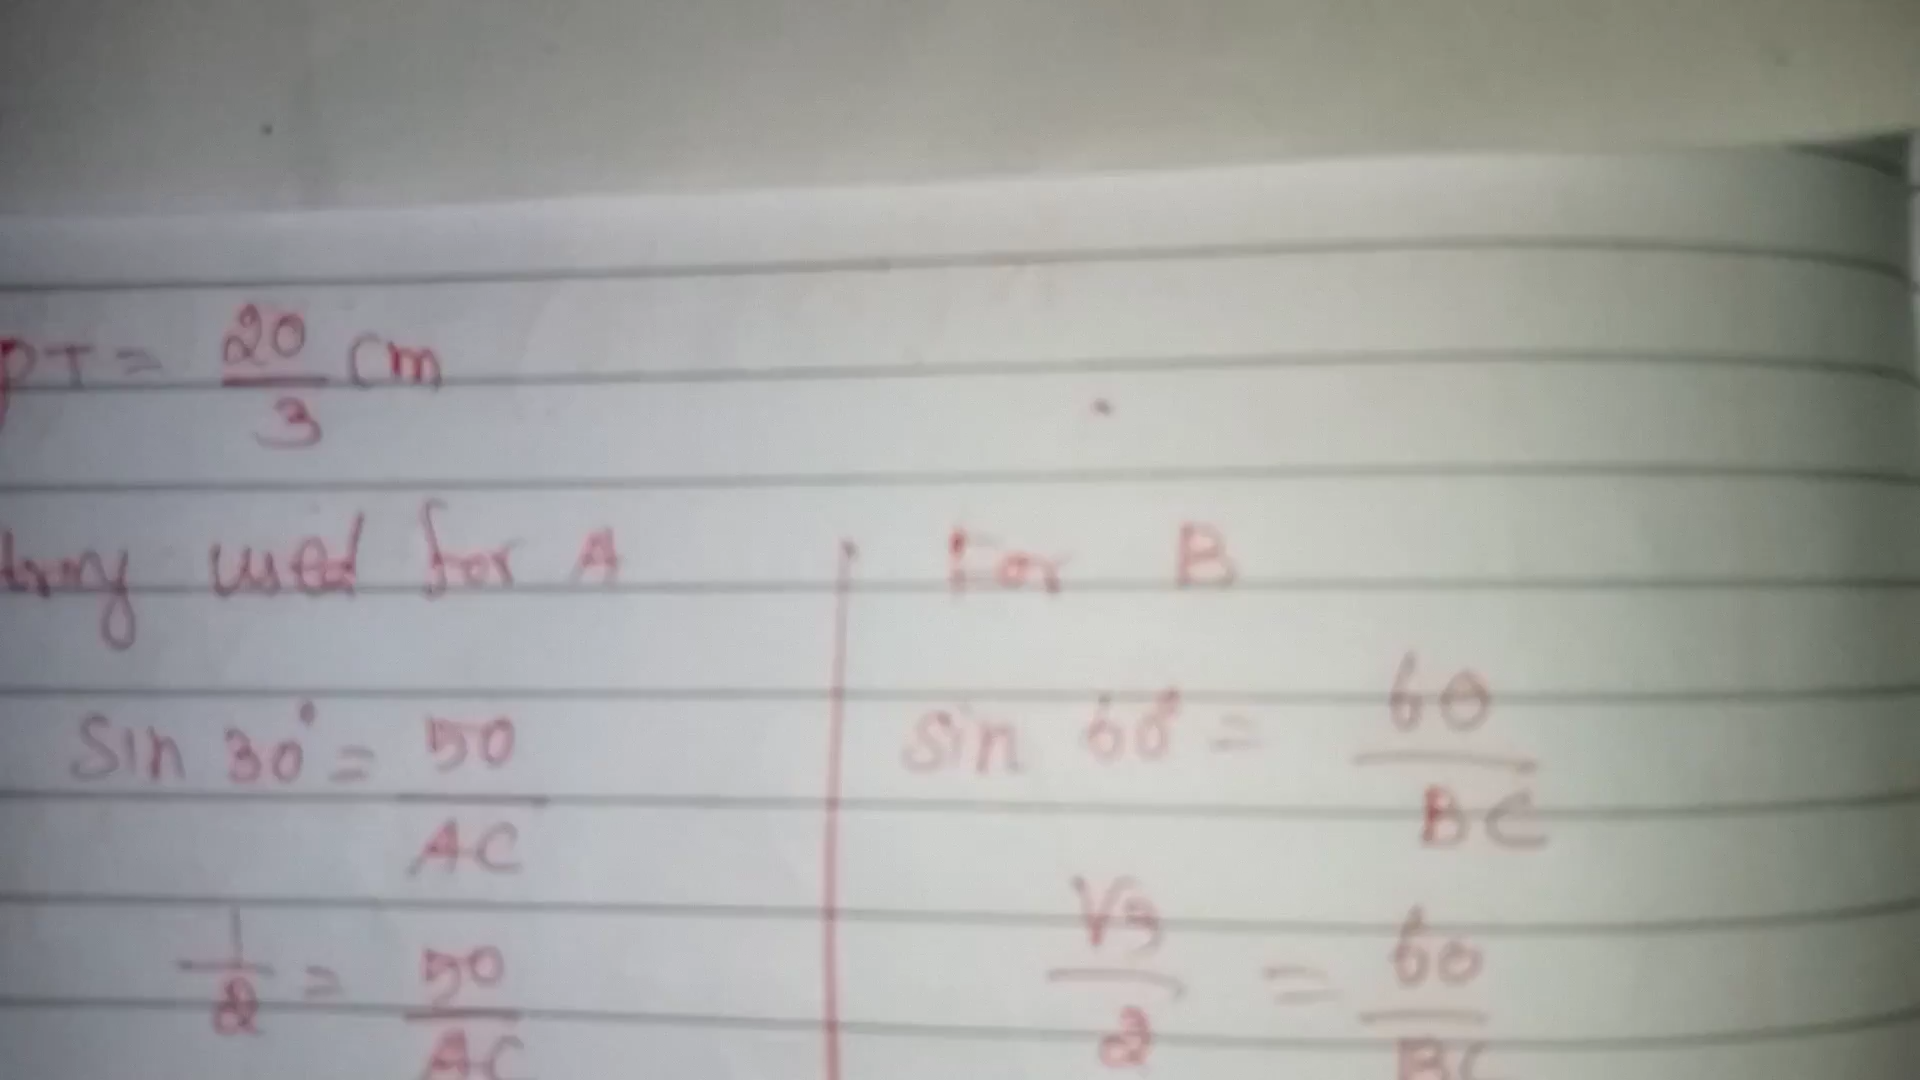 PT = 20/3 cm
used for A
For B
Sin 30° = 50/AC
sin 60° = 60/BC
1/2 = 50/AC
√3/2 = 60/BC